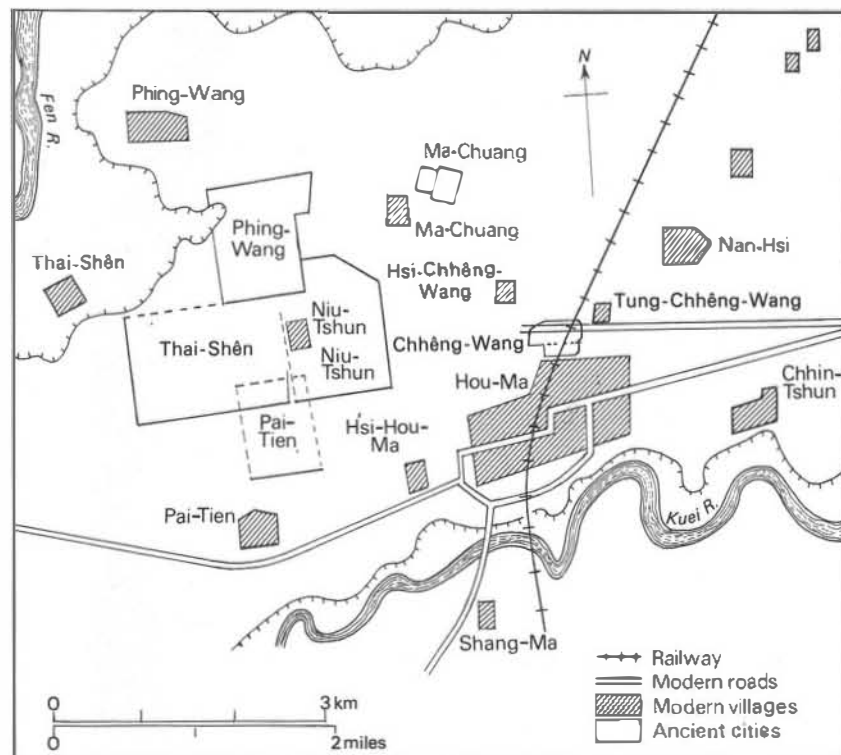 Phing-Wang
Fen R.
N
Ma-Chuang
Ma-Chuang
Phing-
Wang
Nan-Hsi
Thai-Shên
Hsi-Chhêng-
Wang
Tung-Chhêng-Wang
Niu-
Tshun
Thai-Shên
Niu-
Tshun
Chhêng-Wang
Hou-Ma
Chhin-
Tshun
Pai-
Tien
Hsi-Hou-
Ma
Pai-Tien
Kuei R.
Shang-Ma
Railway
Modern roads
Modern villages
Ancient cities
0 3 km
0 2 miles